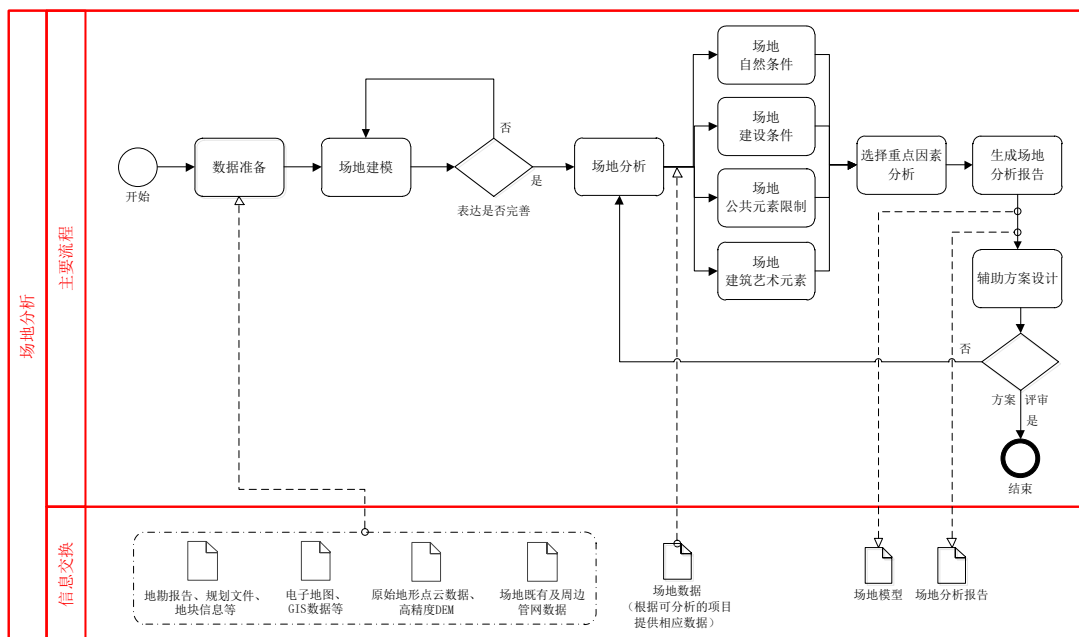 场地分析
主要流程
开始
数据准备
场地建模
否
是
表达是否完善
场地分析
场地
自然条件
场地
建设条件
场地
公共元素限制
场地
建筑艺术元素
选择重点因素
分析
生成场地
分析报告
辅助方案设计
否
方案 评审
是
结束
信息交换
地勘报告、规划文件、
地块信息等
电子地图、
GIS数据等
原始地形点云数据、
高精度DEM
场地既有及周边
管网数据
场地数据
（根据可分析的项目
提供相应数据）
场地模型
场地分析报告